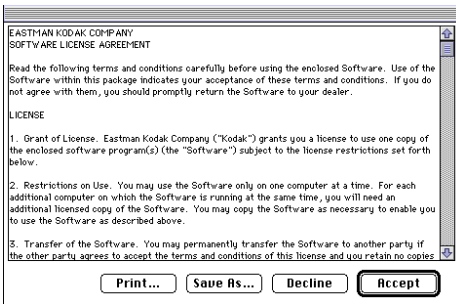 EASTMAN KODAK COMPANY
SOFTWARE LICENSE AGREEMENT
Read the following terms and conditions carefully before using the enclosed Software. Use of the
Software within this package indicates your acceptance of these terms and conditions. If you do
not agree with them, you should promptly return the Software to your dealer.
LICENSE
1. Grant of License. Eastman Kodak Company ("Kodak") grants you a license to use one copy of
the enclosed software program(s) (the "Software") subject to the license restrictions set forth
below.
2. Restrictions on Use. You may use the Software only on one computer at a time. For each
additional computer on which the Software is running at the same time, you will need an
additional licensed copy of the Software. You may copy the Software as necessary to enable you
to use the Software as described above.
3. Transfer of the Software. You may permanently transfer the Software to another party if
the other party agrees to accept the terms and conditions of this license and you retain no copies
Print... Save As... Decline Accept